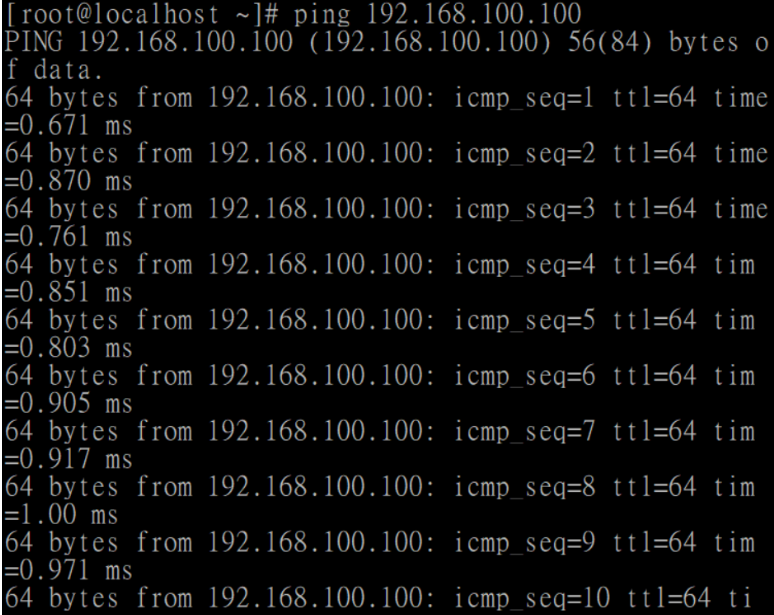 [root@localhost ~]# ping 192.168.100.100
PING 192.168.100.100 (192.168.100.100) 56(84) bytes o
f data.
64 bytes from 192.168.100.100: icmp_seq=1 ttl=64 time
=0.671 ms
64 bytes from 192.168.100.100: icmp_seq=2 ttl=64 time
=0.870 ms
64 bytes from 192.168.100.100: icmp_seq=3 ttl=64 time
=0.761 ms
64 bytes from 192.168.100.100: icmp_seq=4 ttl=64 tim
=0.851 ms
64 bytes from 192.168.100.100: icmp_seq=5 ttl=64 tim
=0.803 ms
64 bytes from 192.168.100.100: icmp_seq=6 ttl=64 tim
=0.905 ms
64 bytes from 192.168.100.100: icmp_seq=7 ttl=64 tim
=0.917 ms
64 bytes from 192.168.100.100: icmp_seq=8 ttl=64 tim
=1.00 ms
64 bytes from 192.168.100.100: icmp_seq=9 ttl=64 tim
=0.971 ms
64 bytes from 192.168.100.100: icmp_seq=10 ttl=64 ti